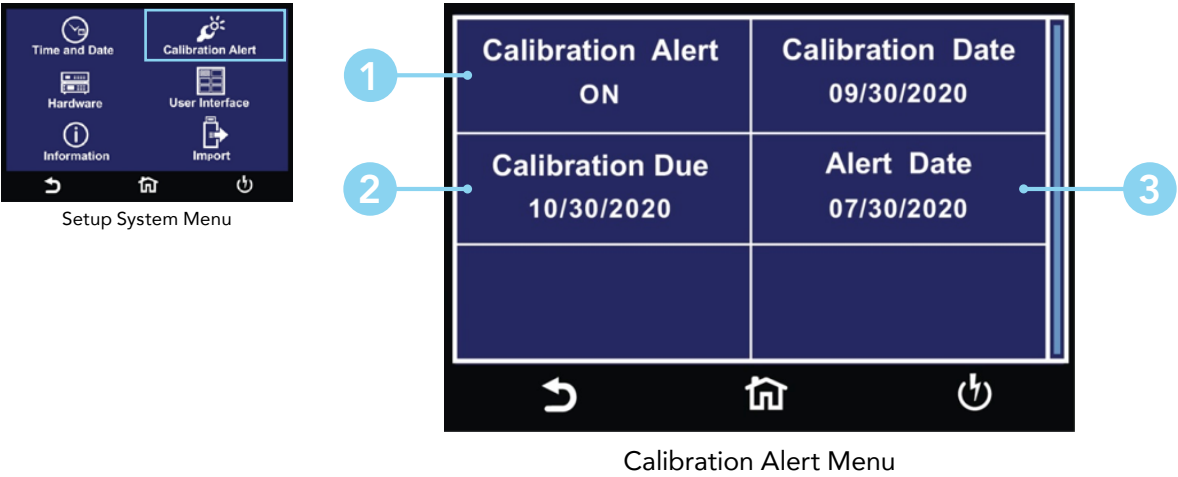 Time and Date
Calibration Alert
Hardware
User Interface
Information
Import
Setup System Menu
1
Calibration Alert
ON
Calibration Date
09/30/2020
2
Calibration Due
10/30/2020
Alert Date
07/30/2020
3
Calibration Alert Menu